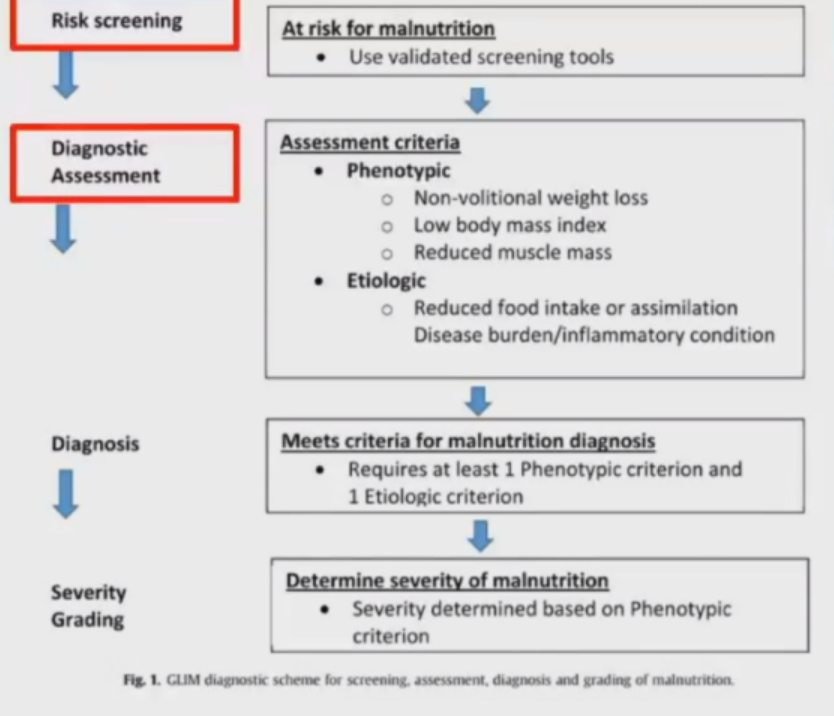 Risk screening
At risk for malnutrition
• Use validated screening tools
Diagnostic
Assessment
Assessment criteria
• Phenotypic
○ Non-volitional weight loss
○ Low body mass index
○ Reduced muscle mass
• Etiologic
○ Reduced food intake or assimilation
Disease burden/inflammatory condition
Diagnosis
Meets criteria for malnutrition diagnosis
• Requires at least 1 Phenotypic criterion and
1 Etiologic criterion
Severity
Grading
Determine severity of malnutrition
• Severity determined based on Phenotypic
criterion
Fig. 1. GLIM diagnostic scheme for screening, assessment, diagnosis and grading of malnutrition.